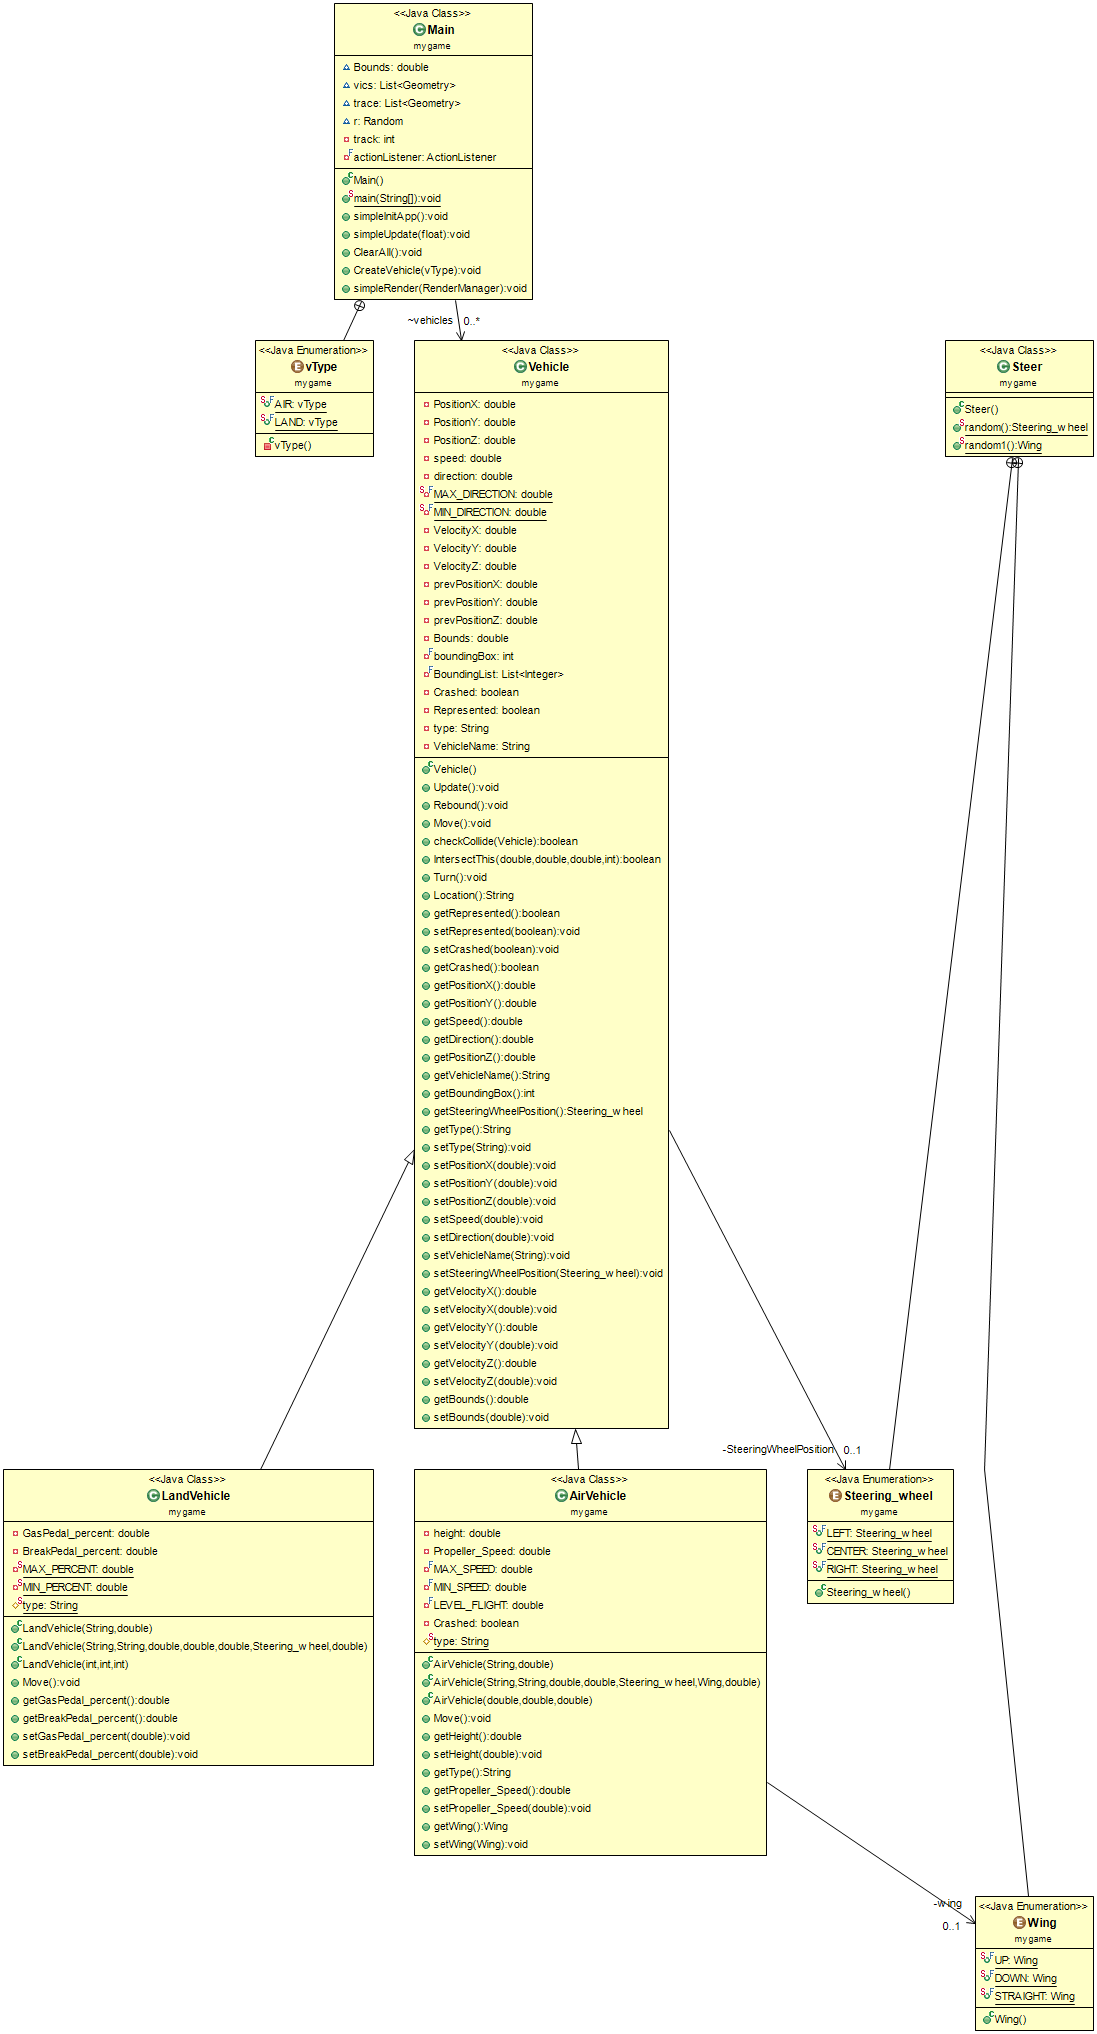 <<Java Class>>
Main
mygame
Bounds: double
vics: List<Geometry>
trace: List<Geometry>
r: Random
track: int
actionListener: ActionListener
Main()
main(String[]):void
simpleInitApp():void
simpleUpdate(float):void
ClearAll():void
CreateVehicle(vType):void
simpleRender(RenderManager):void
~vehicles 0..*
<<Java Enumeration>>
vType
mygame
AIR: vType
LAND: vType
vType()
<<Java Class>>
Vehicle
mygame
PositionX: double
PositionY: double
PositionZ: double
speed: double
direction: double
MAX_DIRECTION: double
MIN_DIRECTION: double
VelocityX: double
VelocityY: double
VelocityZ: double
prevPositionX: double
prevPositionY: double
prevPositionZ: double
Bounds: double
boundingBox: int
BoundingList: List<Integer>
Crashed: boolean
Represented: boolean
type: String
VehicleName: String
Vehicle()
Update():void
Rebound():void
Move():void
checkCollide(Vehicle):boolean
IntersectThis(double,double,double,int):boolean
Turn():void
Location():String
getRepresented():boolean
setRepresented(boolean):void
setCrashed(boolean):void
getCrashed():boolean
getPositionX():double
getPositionY():double
getSpeed():double
getDirection():double
getPositionZ():double
getVehicleName():String
getBoundingBox():int
getSteeringWheelPosition():Steering_wheel
getType():String
setType(String):void
setPositionX(double):void
setPositionY(double):void
setPositionZ(double):void
setSpeed(double):void
setDirection(double):void
setVehicleName(String):void
setSteeringWheelPosition(Steering_wheel):void
getVelocityX():double
setVelocityX(double):void
getVelocityY():double
setVelocityY(double):void
getVelocityZ():double
setVelocityZ(double):void
getBounds():double
setBounds(double):void
<<Java Class>>
Steer
mygame
Steer()
random():Steering_wheel
random1():Wing
-SteeringWheelPosition 0..1
<<Java Class>>
LandVehicle
mygame
GasPedal_percent: double
BreakPedal_percent: double
MAX_PERCENT: double
MIN_PERCENT: double
type: String
LandVehicle(String,double)
LandVehicle(String,String,double,double,double,Steering_wheel,double)
LandVehicle(int,int,int)
Move():void
getGasPedal_percent():double
getBreakPedal_percent():double
setGasPedal_percent(double):void
setBreakPedal_percent(double):void
<<Java Class>>
AirVehicle
mygame
height: double
Propeller_Speed: double
MAX_SPEED: double
MIN_SPEED: double
LEVEL_FLIGHT: double
Crashed: boolean
type: String
AirVehicle(String,double)
AirVehicle(String,String,double,double,Steering_wheel,Wing,double)
AirVehicle(double,double,double)
Move():void
getHeight():double
setHeight(double):void
getType():String
getPropeller_Speed():double
setPropeller_Speed(double):void
getWing():Wing
setWing(Wing):void
<<Java Enumeration>>
Steering_wheel
mygame
LEFT: Steering_wheel
CENTER: Steering_wheel
RIGHT: Steering_wheel
Steering_wheel()
-wing
0..1
<<Java Enumeration>>
Wing
mygame
UP: Wing
DOWN: Wing
STRAIGHT: Wing
Wing()